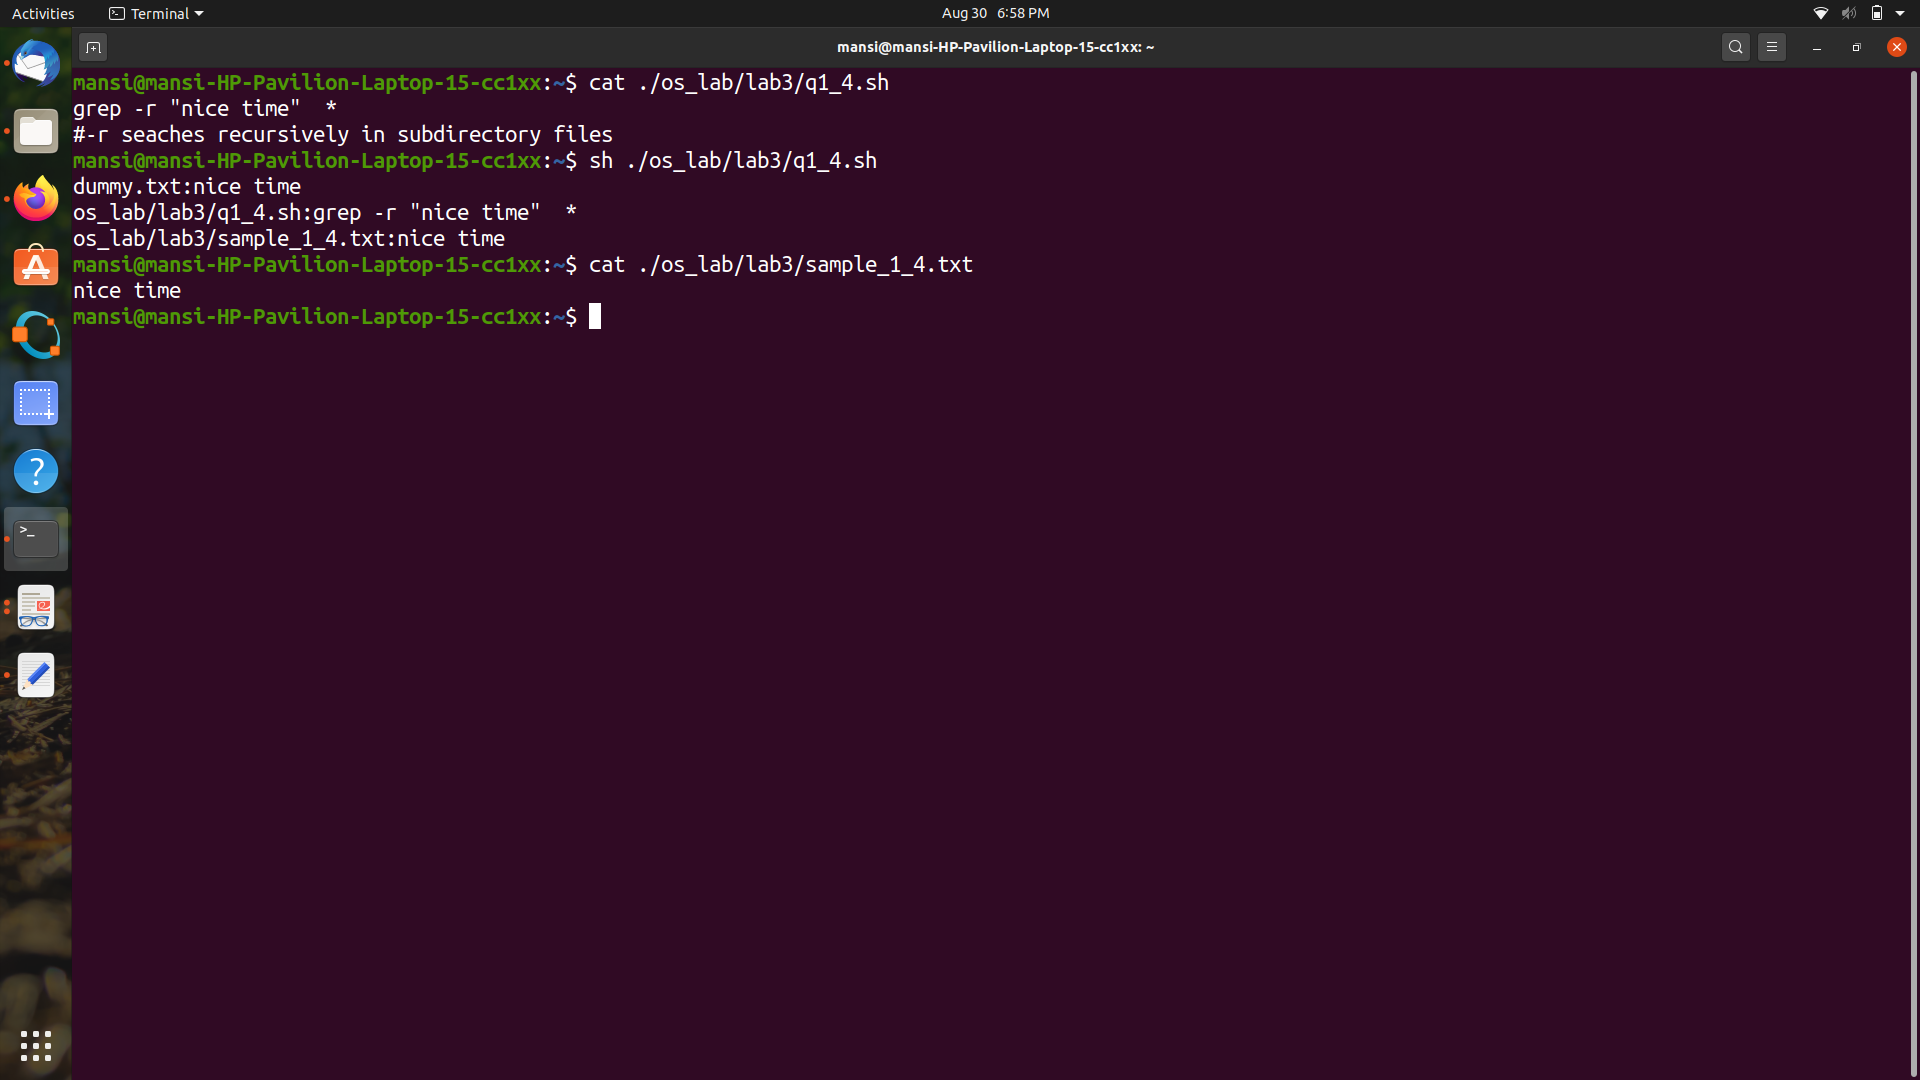 Activities
Terminal
Aug 30 6:58 PM
mansi@mansi-HP-Pavilion-Laptop-15-cc1xx: ~
mansi@mansi-HP-Pavilion-Laptop-15-cc1xx:~$ cat ./os_lab/lab3/q1_4.sh
grep -r "nice time"  *
#-r seaches recursively in subdirectory files
mansi@mansi-HP-Pavilion-Laptop-15-cc1xx:~$ sh ./os_lab/lab3/q1_4.sh
dummy.txt:nice time
os_lab/lab3/q1_4.sh:grep -r "nice time"  *
os_lab/lab3/sample_1_4.txt:nice time
mansi@mansi-HP-Pavilion-Laptop-15-cc1xx:~$ cat ./os_lab/lab3/sample_1_4.txt
nice time
mansi@mansi-HP-Pavilion-Laptop-15-cc1xx:~$